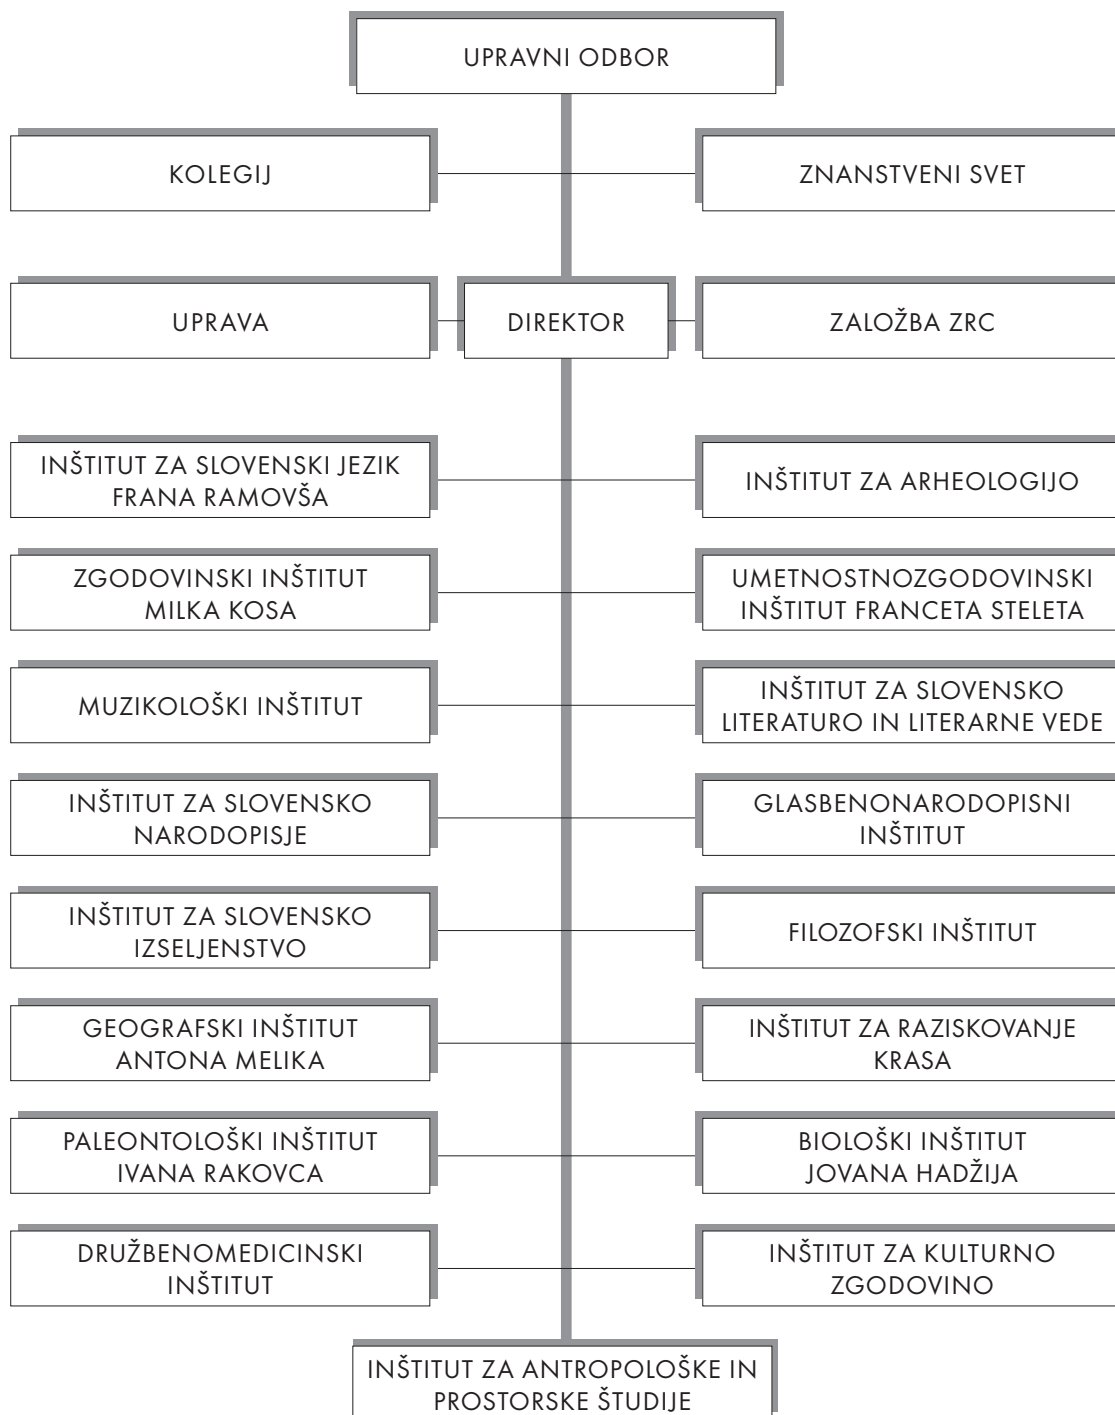 UPRAVNI ODBOR
KOLEGIJ
ZNANSTVENI SVET
UPRAVA
DIREKTOR
ZALOŽBA ZRC
INŠTITUT ZA SLOVENSKI JEZIK
FRANA RAMOVŠA
INŠTITUT ZA ARHEOLOGIJO
ZGODOVINSKI INŠTITUT
MILKA KOSA
UMETNOSTNOZGODOVINSKI
INŠTITUT FRANCETA STELETA
MUZIKOLOŠKI INŠTITUT
INŠTITUT ZA SLOVENSKO
LITERATURO IN LITERARNE VEDE
INŠTITUT ZA SLOVENSKO
NARODOPISJE
GLASBENONARODOPISNI
INŠTITUT
INŠTITUT ZA SLOVENSKO
IZSELJENSTVO
FILOZOFSKI INŠTITUT
GEOGRAFSKI INŠTITUT
ANTONA MELIKA
INŠTITUT ZA RAZISKOVANJE
KRASA
PALEONTOLOŠKI INŠTITUT
IVANA RAKOVCA
BIOLOŠKI INŠTITUT
JOVANA HADŽIJA
DRUŽBENOMEDICINSKI
INŠTITUT
INŠTITUT ZA KULTURNO
ZGODOVINO
INŠTITUT ZA ANTROPOLOŠKE IN
PROSTORSKE ŠTUDIJE